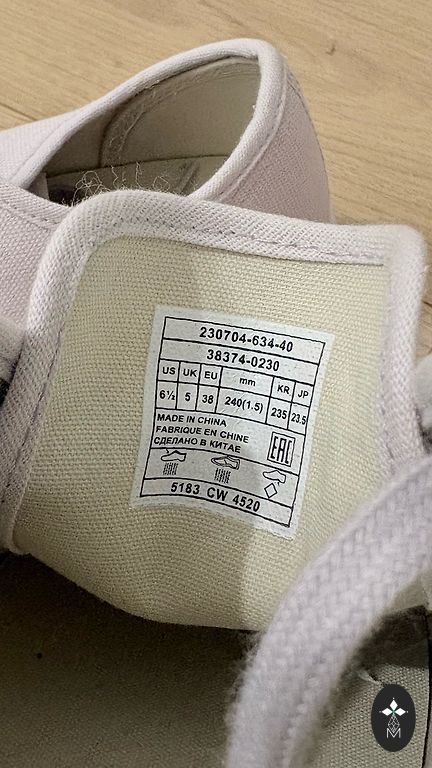 230704-634-40
38374-0230
US UK EU mm KR JP
6½ 5 38 240(1.5) 235 23.5
MADE IN CHINA
FABRIQUE EN CHINE
СДЕЛАНО В КИТАЕ
EAC
5183 CW 4520
M